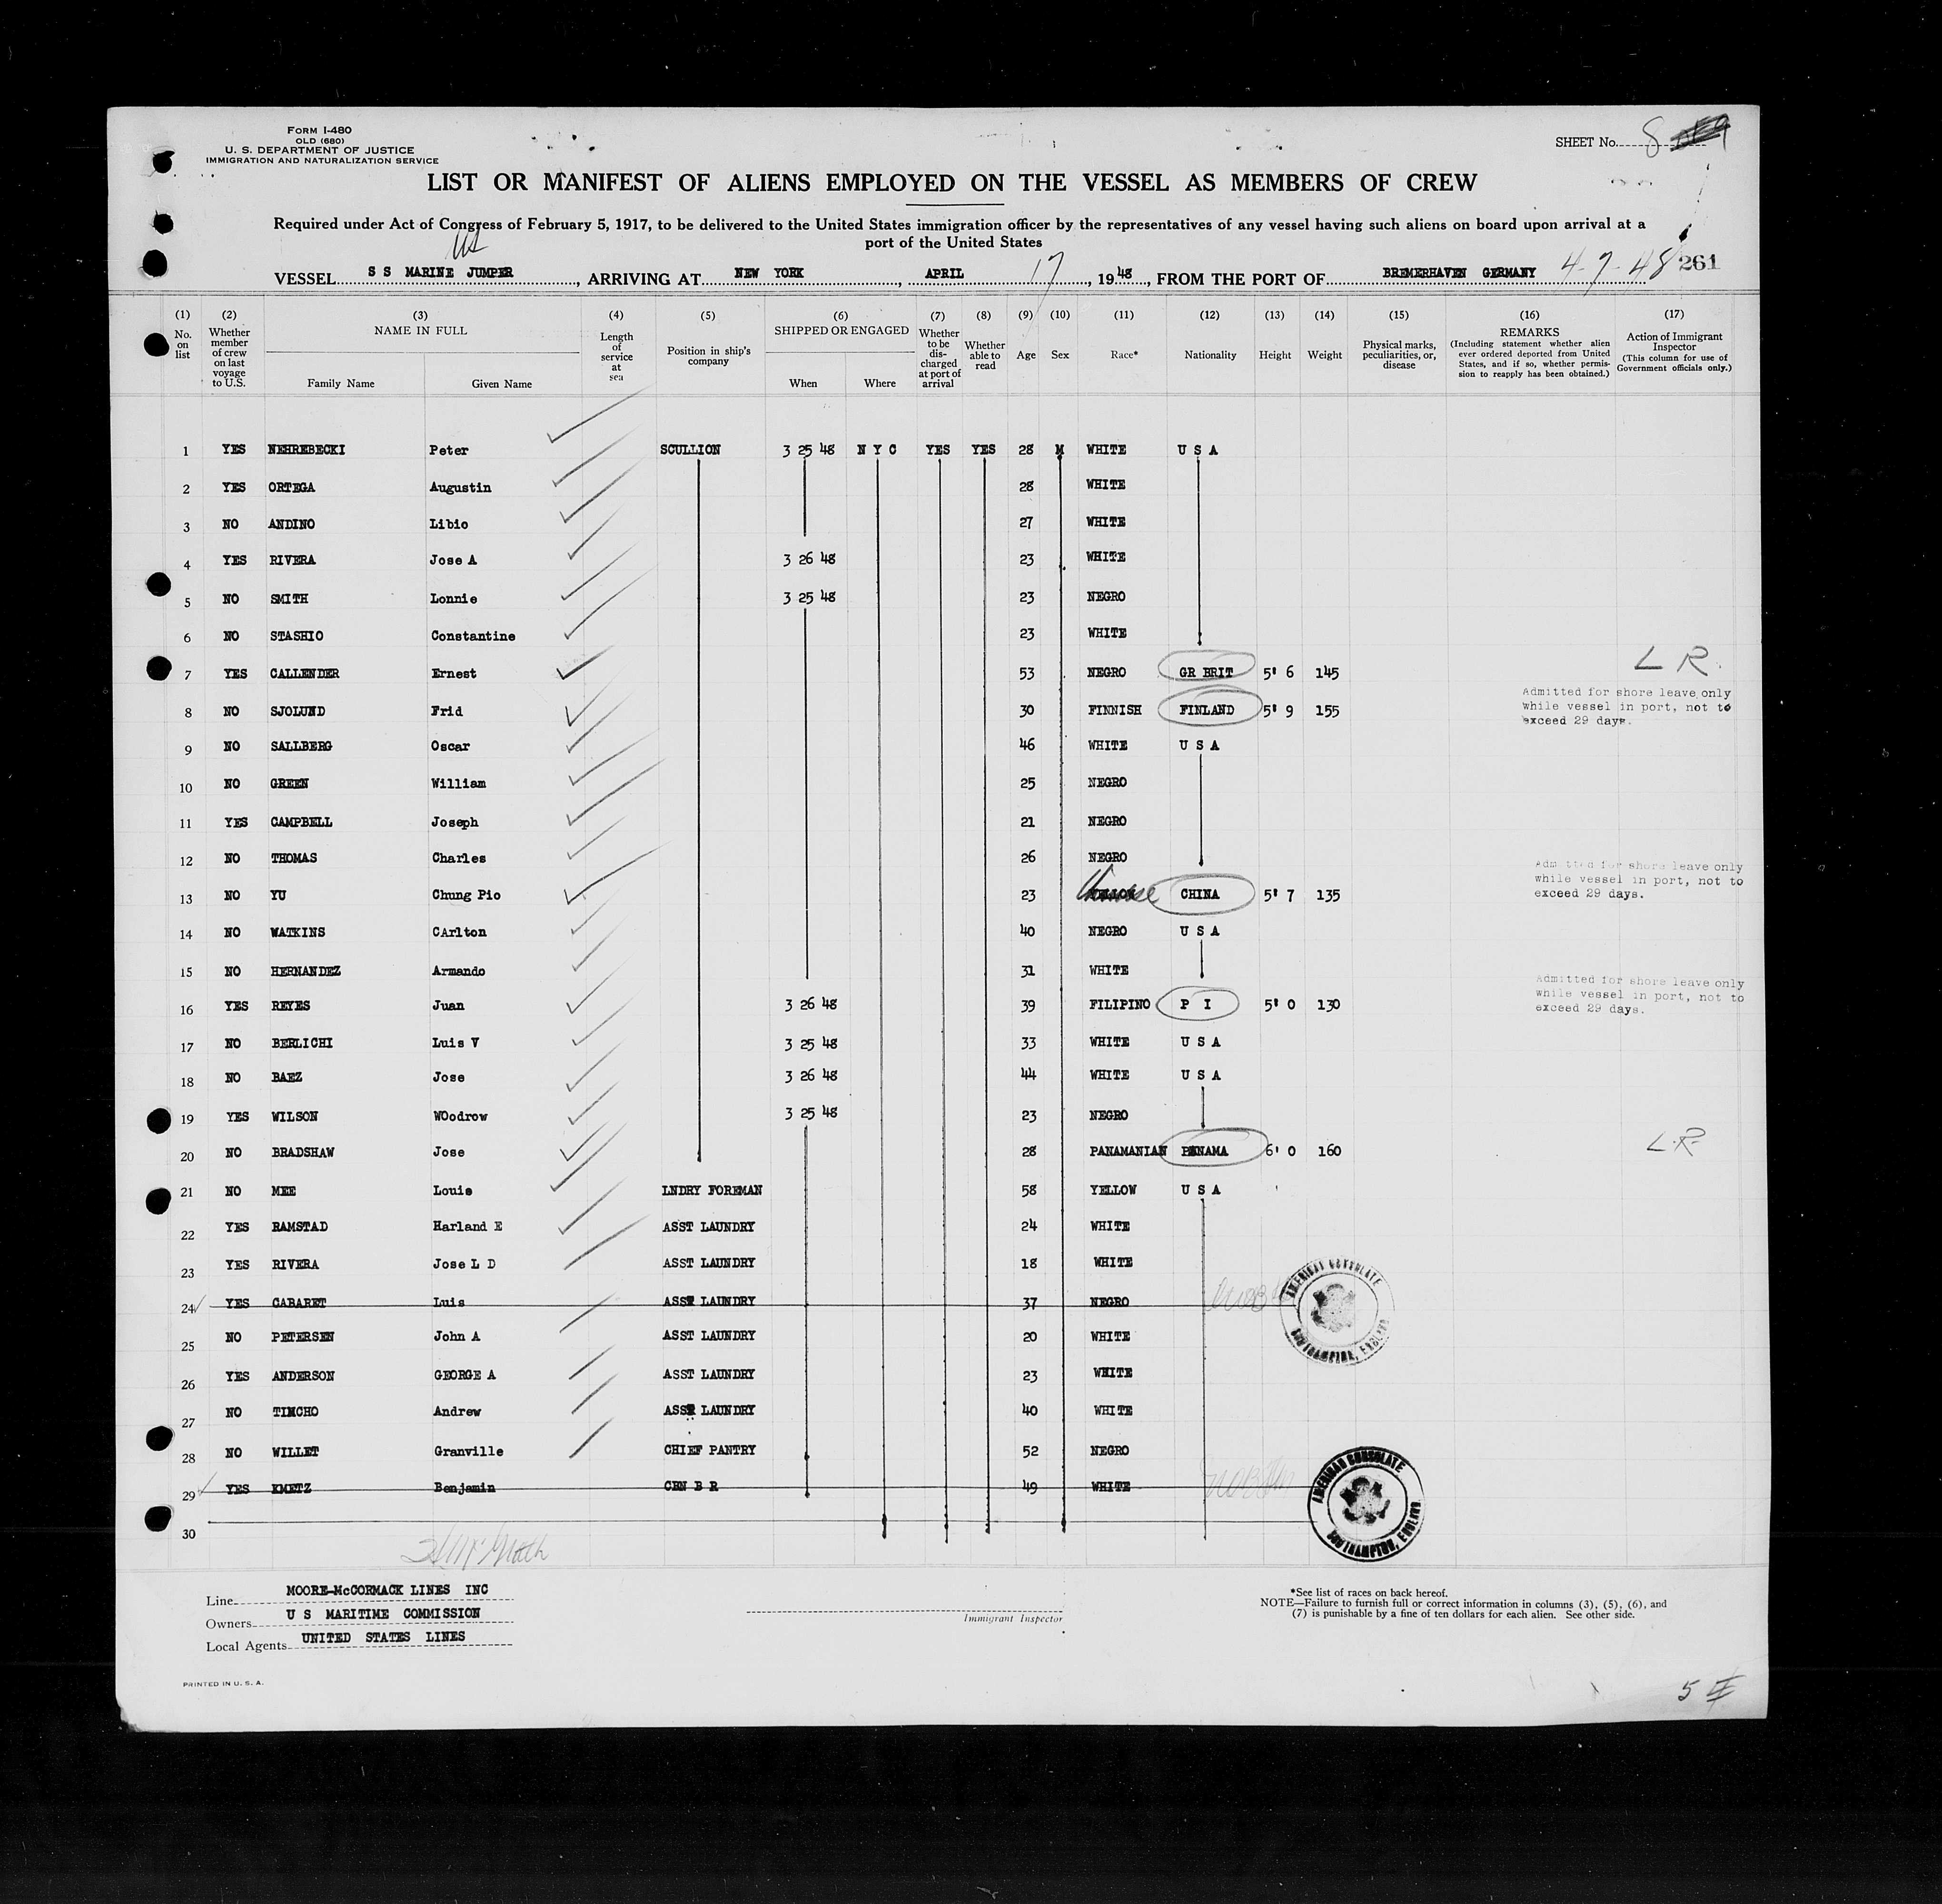 FORM I-480
OLD (680)
U. S. DEPARTMENT OF JUSTICE
IMMIGRATION AND NATURALIZATION SERVICE
SHEET No. 8
LIST OR MANIFEST OF ALIENS EMPLOYED ON THE VESSEL AS MEMBERS OF CREW
Required under Act of Congress of February 5, 1917, to be delivered to the United States immigration officer by the representatives of any vessel having such aliens on board upon arrival at a
port of the United States
US
VESSEL S S MARINE JUMPER, ARRIVING AT NEW YORK, APRIL 17, 1948, FROM THE PORT OF BREMERHAVEN GERMANY 4-7-48 261
(1) (2) (3) (4) (5) (6) (7) (8) (9) (10) (11) (12) (13) (14) (15) (16) (17)
No. on list
Whether member of crew on last voyage to U.S.
NAME IN FULL
Family Name
Given Name
Length of service at sea
Position in ship's company
SHIPPED OR ENGAGED
When
Where
Whether to be discharged at port of arrival
Whether able to read
Age
Sex
Race*
Nationality
Height
Weight
Physical marks, peculiarities, or, disease
REMARKS
(Including statement whether alien ever ordered deported from United States, and if so, whether permission to reapply has been obtained.)
Action of Immigrant Inspector
(This column for use of Government officials only.)
1 YES NEHREBECKI Peter SCULLION 3 25 48 N Y C YES YES 28 M WHITE U S A
2 YES ORTEGA Augustin 28 WHITE
3 NO ANDINO Libio 27 WHITE
4 YES RIVERA Jose A 3 26 48 23 WHITE
5 NO SMITH Lonnie 3 25 48 23 NEGRO
6 NO STASHIO Constantine 23 WHITE
7 YES CALLENDER Ernest 53 NEGRO GR BRIT 5' 6 145 L R.
8 NO SJOLUND Frid 30 FINNISH FINLAND 5' 9 155 Admitted for shore leave only
while vessel in port, not to
exceed 29 days.
9 NO SALLBERG Oscar 46 WHITE U S A
10 NO GREEN William 25 NEGRO
11 YES CAMPBELL Joseph 21 NEGRO
12 NO THOMAS Charles 26 NEGRO
13 NO YU Chung Pio 23 Chinese CHINA 5' 7 135 Admitted for shore leave only
while vessel in port, not to
exceed 29 days.
14 NO WATKINS CArlton 40 NEGRO U S A
15 NO HERNANDEZ Armando 31 WHITE
16 YES REYES Juan 3 26 48 39 FILIPINO P I 5' 0 130 Admitted for shore leave only
while vessel in port, not to
exceed 29 days.
17 NO BERLICHI Luis V 3 25 48 33 WHITE U S A
18 NO BAEZ Jose 3 26 48 44 WHITE U S A
19 YES WILSON WOodrow 3 25 48 23 NEGRO
20 NO BRADSHAW Jose 28 PANAMANIAN PANAMA 6' 0 160 L.R.
21 NO MEE Louie LNDRY FOREMAN 58 YELLOW U S A
22 YES RAMSTAD Harland E ASST LAUNDRY 24 WHITE
23 YES RIVERA Jose L D ASST LAUNDRY 18 WHITE
24 YES CABARET Luis ASST LAUNDRY 37 NEGRO
AMERICAN CONSULATE
SOUTHAMPTON, ENGLAND
25 NO PETERSEN John A ASST LAUNDRY 20 WHITE
26 YES ANDERSON GEORGE A ASST LAUNDRY 23 WHITE
27 NO TIMCHO Andrew ASST LAUNDRY 40 WHITE
28 NO WILLET Granville CHIEF PANTRY 52 NEGRO
29 YES KMETZ Benjamin CRN B R 49 WHITE
AMERICAN CONSULATE
SOUTHAMPTON, ENGLAND
30
Line MOORE-McCORMACK LINES INC
Owners U S MARITIME COMMISSION
Local Agents UNITED STATES LINES
Immigrant Inspector
*See list of races on back hereof.
NOTE—Failure to furnish full or correct information in columns (3), (5), (6), and
(7) is punishable by a fine of ten dollars for each alien. See other side.
PRINTED IN U. S. A.
5